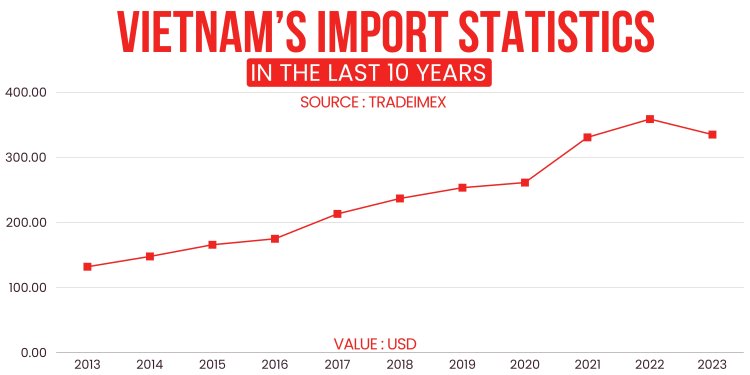 VIETNAM'S IMPORT STATISTICS
IN THE LAST 10 YEARS
SOURCE : TRADEIMEX
400.00
300.00
200.00
100.00
0.00
VALUE : USD
2013 2014 2015 2016 2017 2018 2019 2020 2021 2022 2023